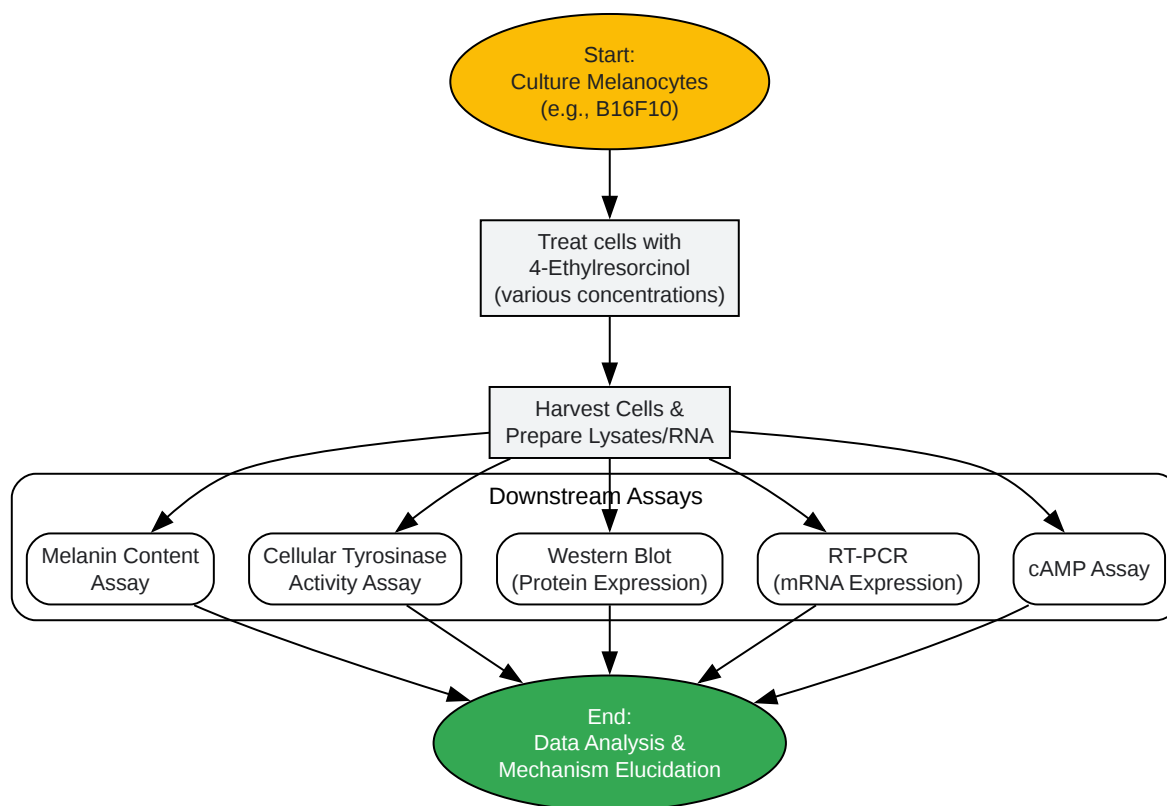 Start:
Culture Melanocytes
(e.g., B16F10)
Treat cells with
4-Ethylresorcinol
(various concentrations)
Harvest Cells &
Prepare Lysates/RNA
Downstream Assays
Melanin Content
Assay
Cellular Tyrosinase
Activity Assay
Western Blot
(Protein Expression)
RT-PCR
(mRNA Expression)
cAMP Assay
End:
Data Analysis &
Mechanism Elucidation